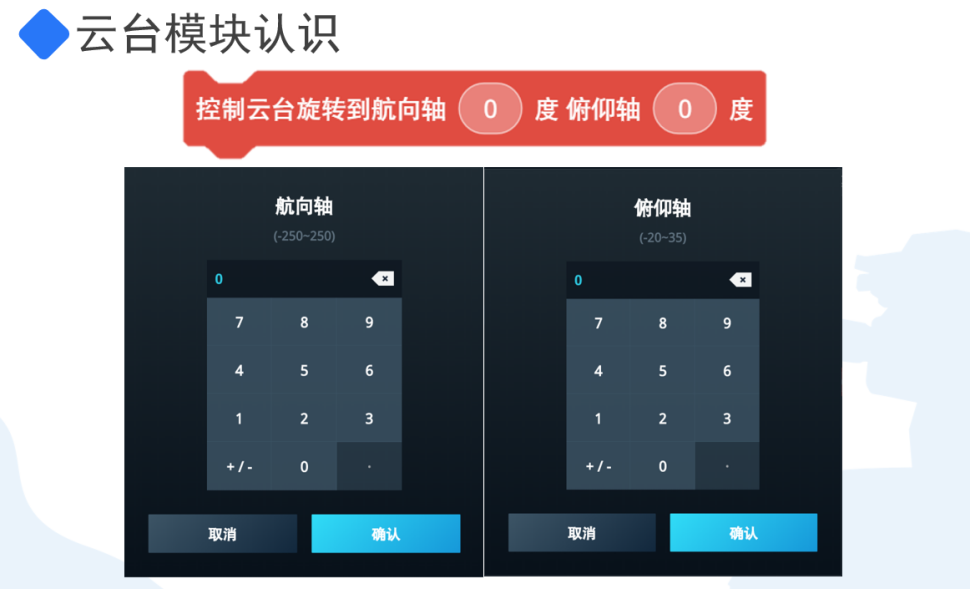 云台模块认识
控制云台旋转到航向轴 0 度 俯仰轴 0 度
航向轴
(-250~250)
0
7 8 9
4 5 6
1 2 3
+/- 0 ·
取消 确认
俯仰轴
(-20~35)
0
7 8 9
4 5 6
1 2 3
+/- 0 ·
取消 确认